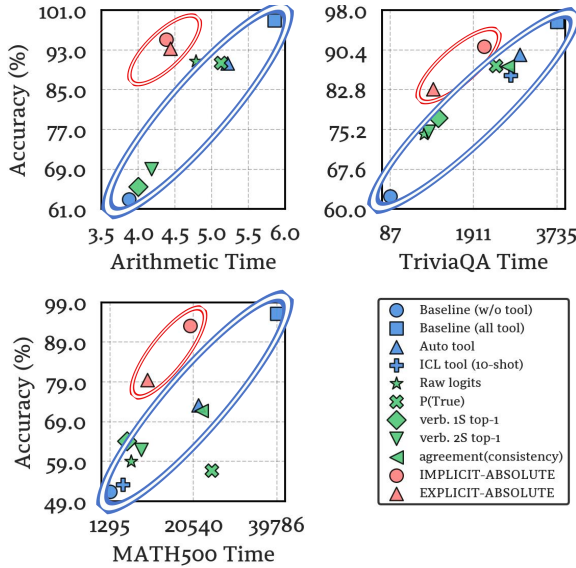 101.0
93.0
85.0
77.0
69.0
61.0
Accuracy (%)
3.5 4.0 4.5 5.0 5.5 6.0
Arithmetic Time
98.0
90.4
82.8
75.2
67.6
60.0
87 1911 3735
TriviaQA Time
99.0
89.0
79.0
69.0
59.0
49.0
Accuracy (%)
1295 20540 39786
MATH500 Time
Baseline (w/o tool)
Baseline (all tool)
Auto tool
ICL tool (10-shot)
Raw logits
P(True)
verb. 1S top-1
verb. 2S top-1
agreement(consistency)
IMPLICIT-ABSOLUTE
EXPLICIT-ABSOLUTE